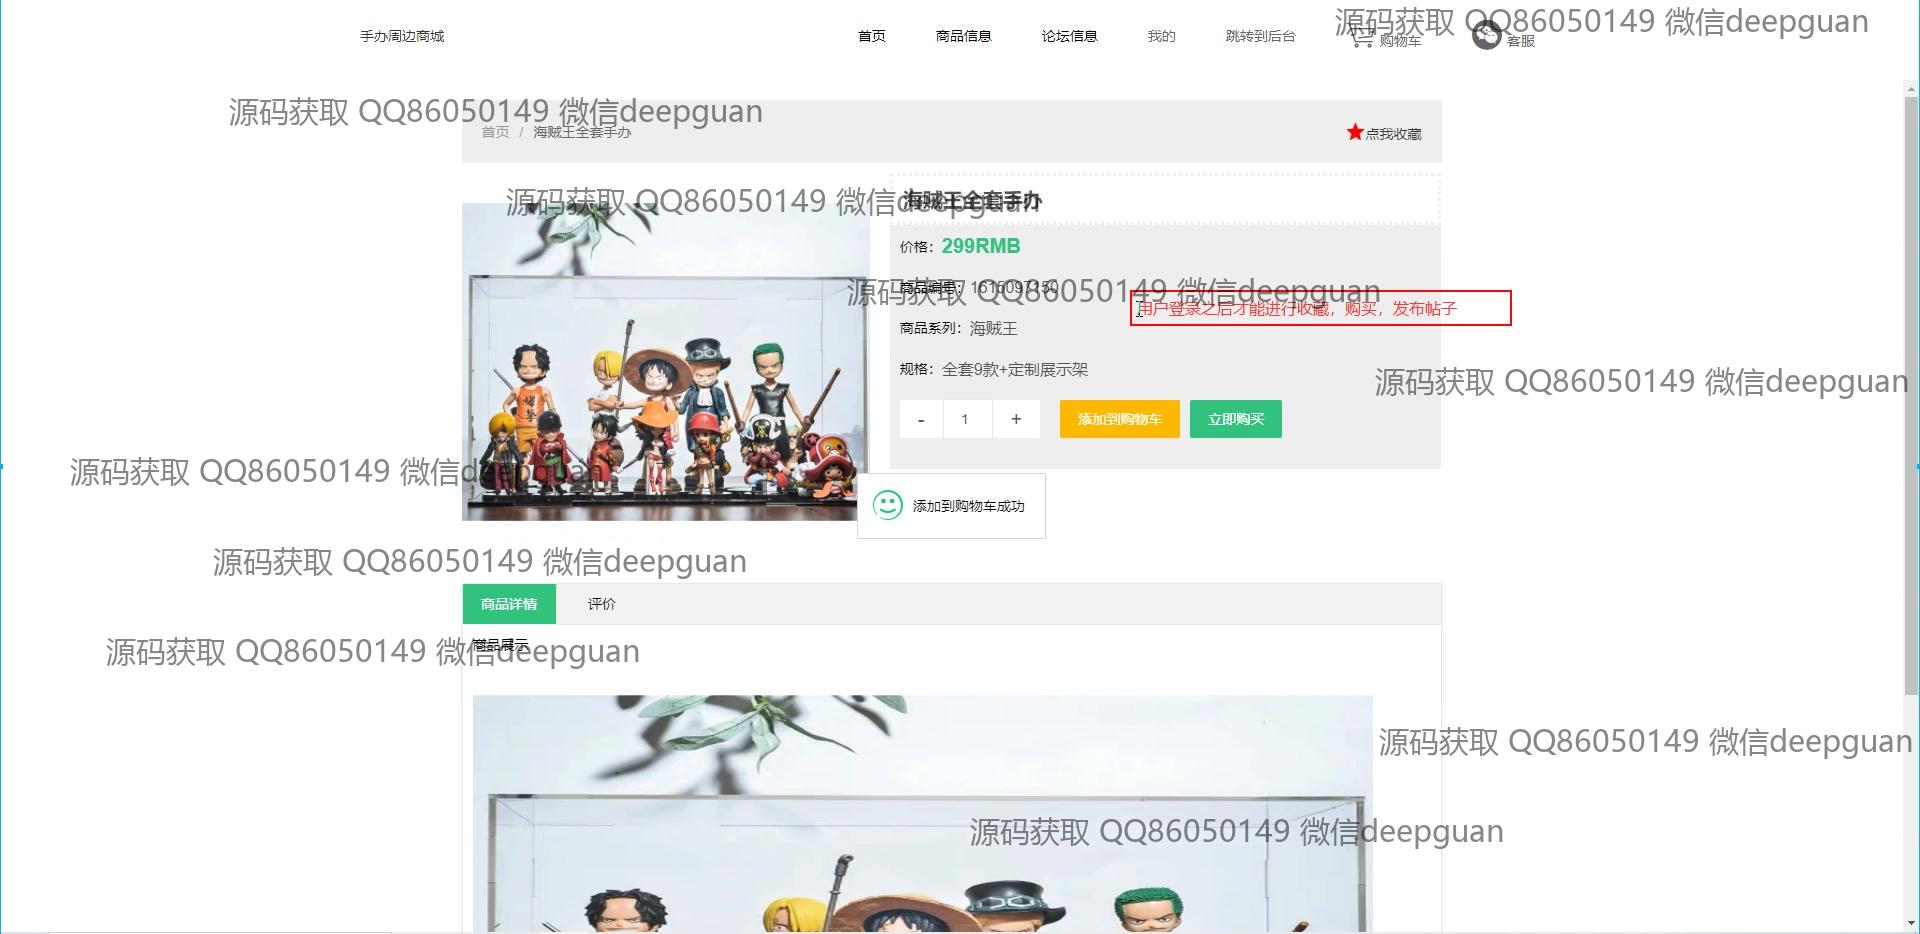 源码获取 QQ86050149 微信deepguan
手办周边商城 首页 商品信息 论坛信息 我的 跳转到后台 购物车 客服
源码获取 QQ86050149 微信deepguan
首页 / 海贼王全套手办 点我收藏
源码获取 QQ86050149 微信deepguan
海贼王全套手办
价格：299RMB
商品编号：1615097150
源码获取 QQ86050149 微信deepguan
用户登录之后才能进行收藏，购买，发布帖子
商品系列：海贼王
规格：全套9款+定制展示架
源码获取 QQ86050149 微信deepguan
- 1 + 添加到购物车 立即购买
源码获取 QQ86050149 微信deepguan
添加到购物车成功
源码获取 QQ86050149 微信deepguan
商品详情 评价
商品展示
源码获取 QQ86050149 微信deepguan
源码获取 QQ86050149 微信deepguan
源码获取 QQ86050149 微信deepguan